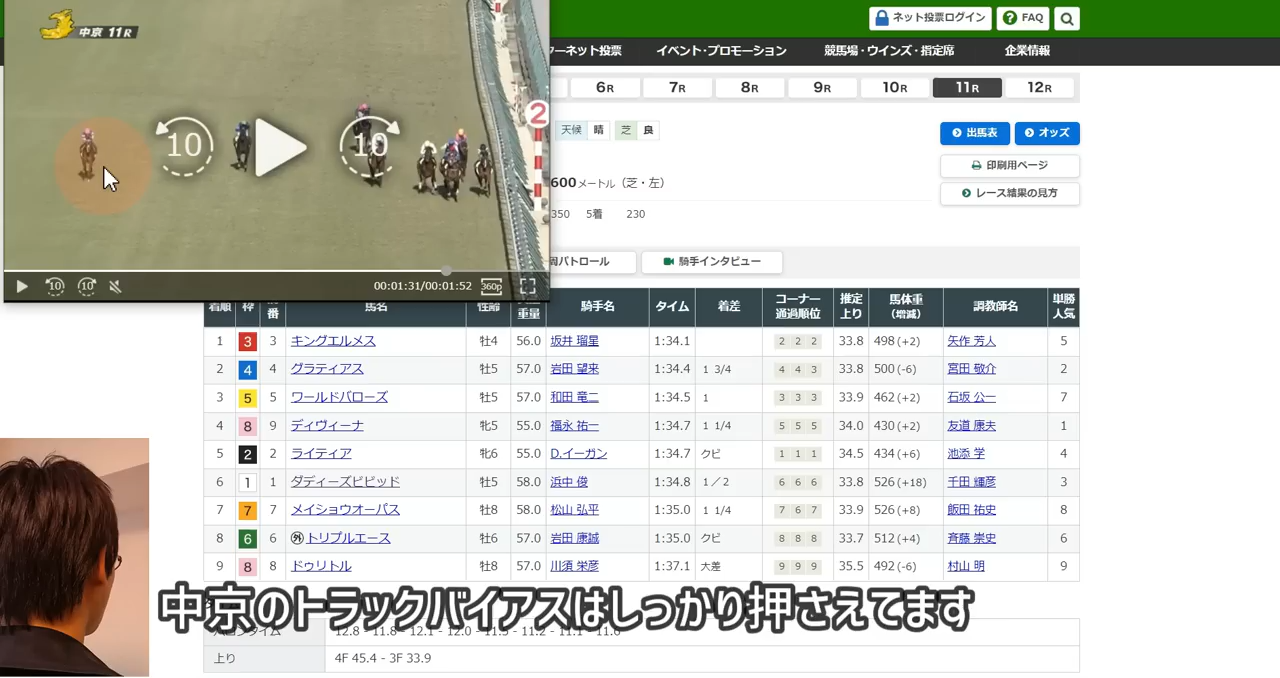 中京 11R
2
10
10
10
10
00:01:31/00:01:52
360p
ネット投票ログイン
FAQ
ーネット投票
イベント・プロモーション
競馬場・ウインズ・指定席
企業情報
6R
7R
8R
9R
10R
11R
12R
天候 晴 芝 良
出馬表
オッズ
印刷用ページ
レース結果の見方
600メートル（芝・左）
350 5着 230
パトロール
騎手インタビュー
着順 枠 番 馬名 性齢 重量 騎手名 タイム 着差 コーナー通過順位 推定上り 馬体重（増減） 調教師名 単勝人気
1 3 3 キングエルメス 牡4 56.0 坂井 瑠星 1:34.1 2 2 2 33.8 498(+2) 矢作 芳人 5
2 4 4 グラティアス 牡5 57.0 岩田 望来 1:34.4 1 3/4 4 4 3 33.8 500(-6) 宮田 敬介 2
3 5 5 ワールドバローズ 牡5 57.0 和田 竜二 1:34.5 1 3 3 3 33.9 462(+2) 石坂 公一 7
4 8 9 ディヴィーナ 牝5 55.0 福永 祐一 1:34.7 1 1/4 5 5 5 34.0 430(+2) 友道 康夫 1
5 2 2 ライティア 牝6 55.0 D.イーガン 1:34.7 クビ 1 1 1 34.5 434(+6) 池添 学 4
6 1 1 ダディーズビビッド 牡5 58.0 浜中 俊 1:34.8 1／2 6 6 6 33.8 526(+18) 千田 輝彦 3
7 7 7 メイショウオーパス 牡8 58.0 松山 弘平 1:35.0 1 1/4 7 6 7 33.9 526(+8) 飯田 祐史 8
8 6 6 外 トリプルエース 牡6 57.0 岩田 康誠 1:35.0 クビ 8 8 8 33.7 512(+4) 斉藤 崇史 6
9 8 8 ドゥリトル 牡8 57.0 川須 栄彦 1:37.1 大差 9 9 9 35.5 492(-6) 村山 明 9
中京のトラックバイアスはしっかり押さえてます
12.8 - 11.8 - 12.1 - 12.0 - 11.5 - 11.2 - 11.1 - 11.6
上り 4F 45.4 - 3F 33.9